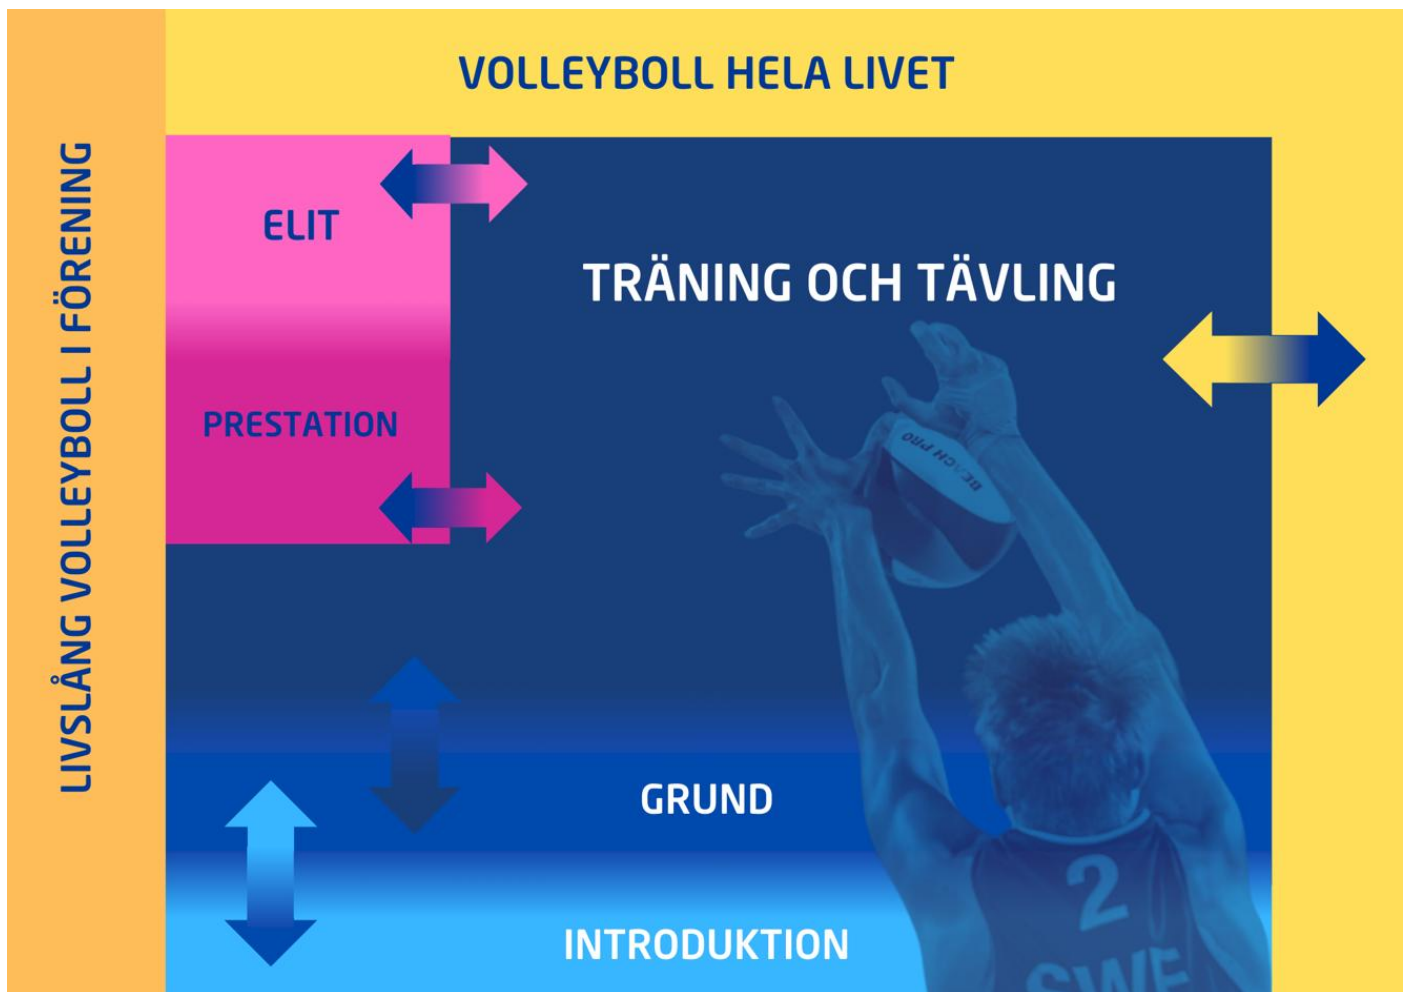 VOLLEYBOLL HELA LIVET
LIVSLÅNG VOLLEYBOLL I FÖRENING
ELIT
TRÄNING OCH TÄVLING
PRESTATION
BEACH PRO
GRUND
2
INTRODUKTION
SWE